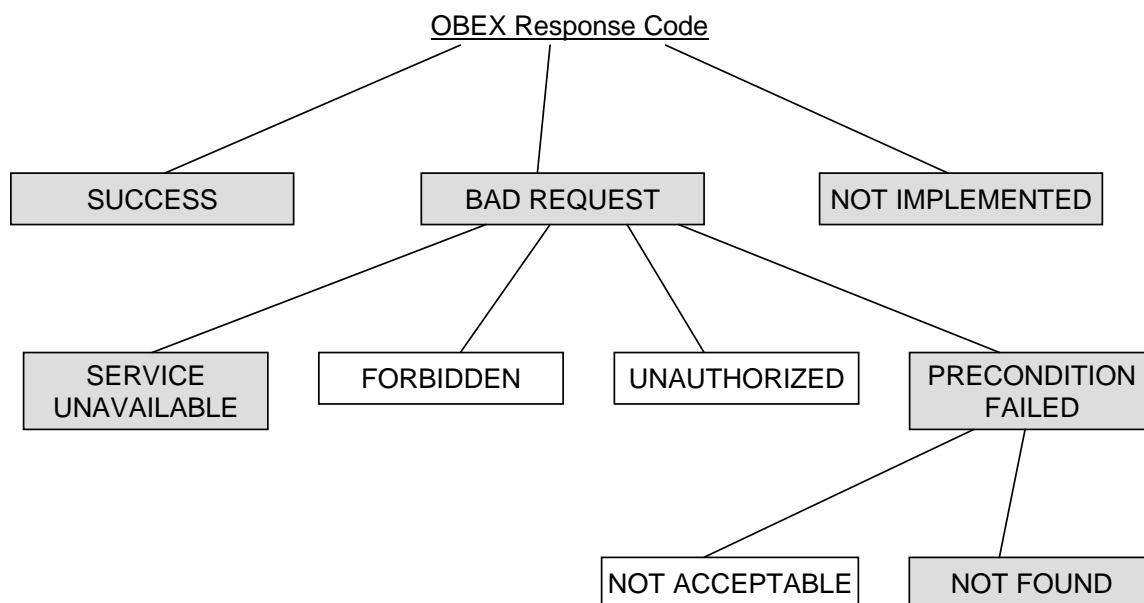 OBEX Response Code
SUCCESS
BAD REQUEST
NOT IMPLEMENTED
SERVICE
UNAVAILABLE
FORBIDDEN
UNAUTHORIZED
PRECONDITION
FAILED
NOT ACCEPTABLE
NOT FOUND